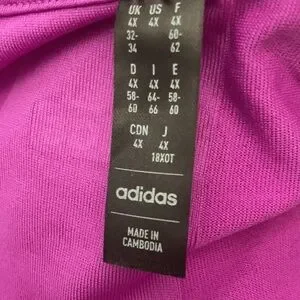 UK US F
4X 4X 4X
32- 60-
34 62
D I E
4X 4X 4X
58- 64- 58-
60 66 60
CDN J
4X 4X
18XOT
adidas
MADE IN
CAMBODIA